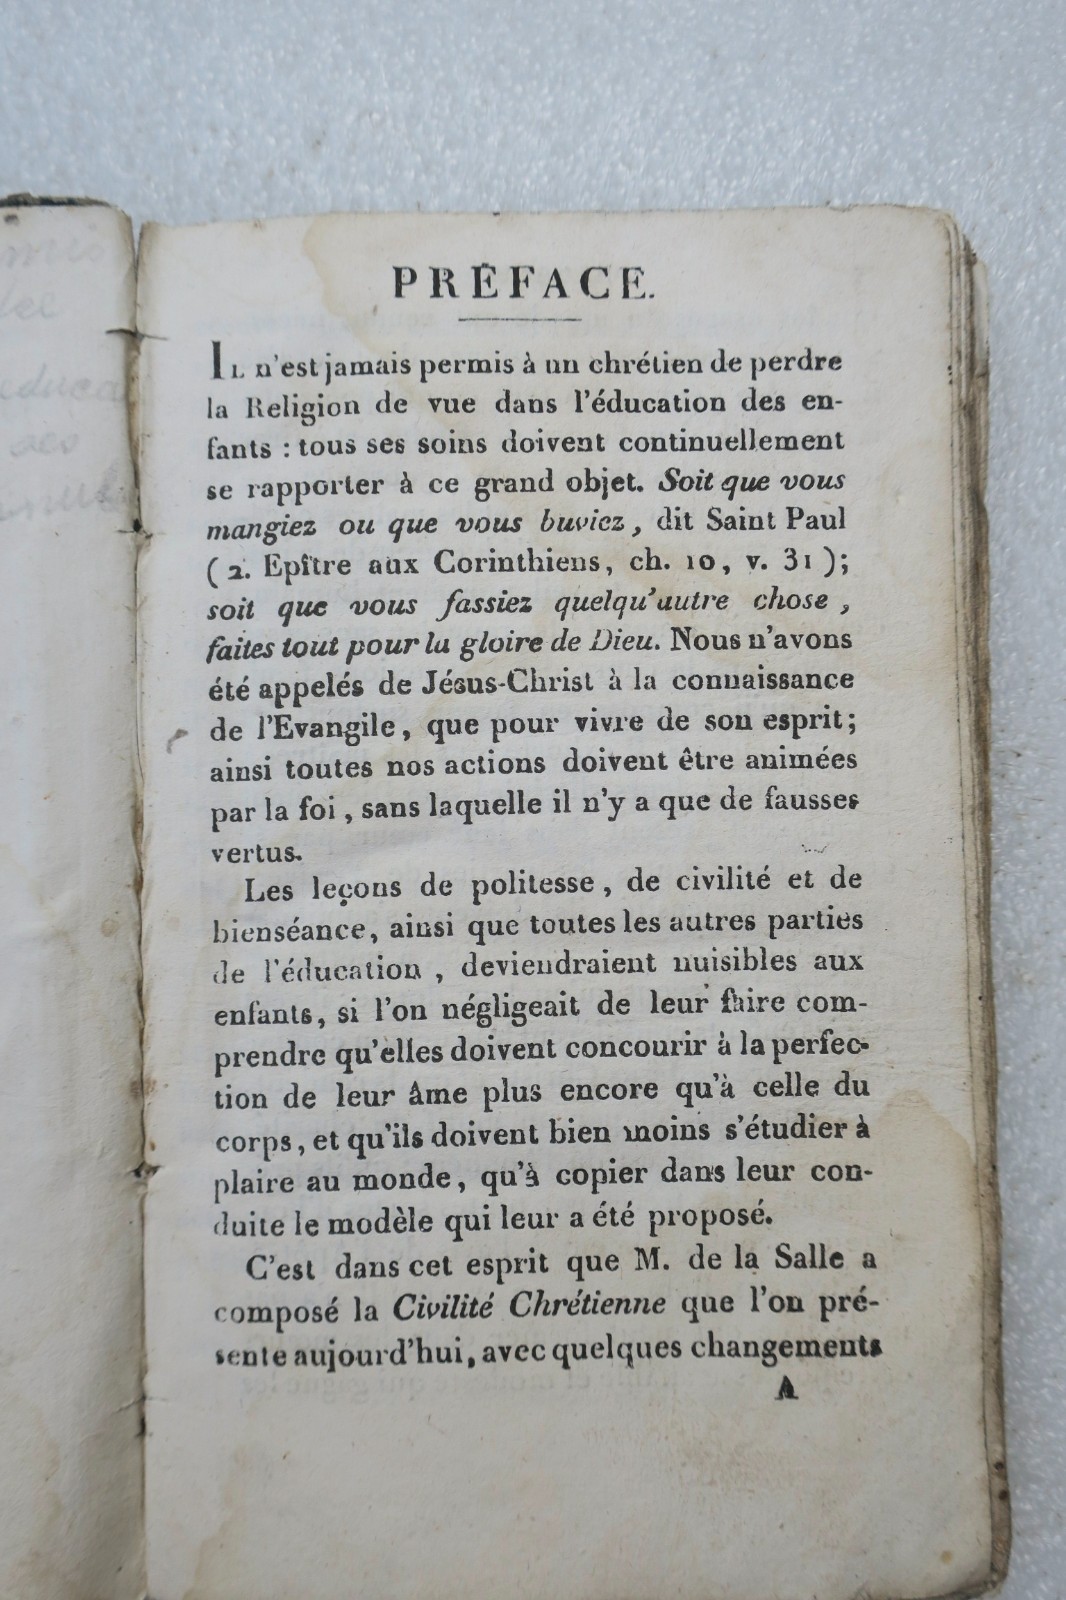 PRÉFACE.
IL n'est jamais permis à un chrétien de perdre
la Religion de vue dans l'éducation des en-
fants : tous ses soins doivent continuellement
se rapporter à ce grand objet. Soit que vous
mangiez ou que vous buviez, dit Saint Paul
( 2. Epître aux Corinthiens, ch. 10, v. 31 );
soit que vous fassiez quelqu'autre chose,
faites tout pour la gloire de Dieu. Nous n'avons
été appelés de Jésus-Christ à la connaissance
de l'Evangile, que pour vivre de son esprit;
ainsi toutes nos actions doivent être animées
par la foi, sans laquelle il n'y a que de fausses
vertus.
Les leçons de politesse, de civilité et de
bienséance, ainsi que toutes les autres parties
de l'éducation, deviendraient nuisibles aux
enfants, si l'on négligeait de leur faire com-
prendre qu'elles doivent concourir à la perfec-
tion de leur âme plus encore qu'à celle du
corps, et qu'ils doivent bien moins s'étudier à
plaire au monde, qu'à copier dans leur con-
duite le modèle qui leur a été proposé.
C'est dans cet esprit que M. de la Salle a
composé la Civilité Chrétienne que l'on pré-
sente aujourd'hui, avec quelques changements
A